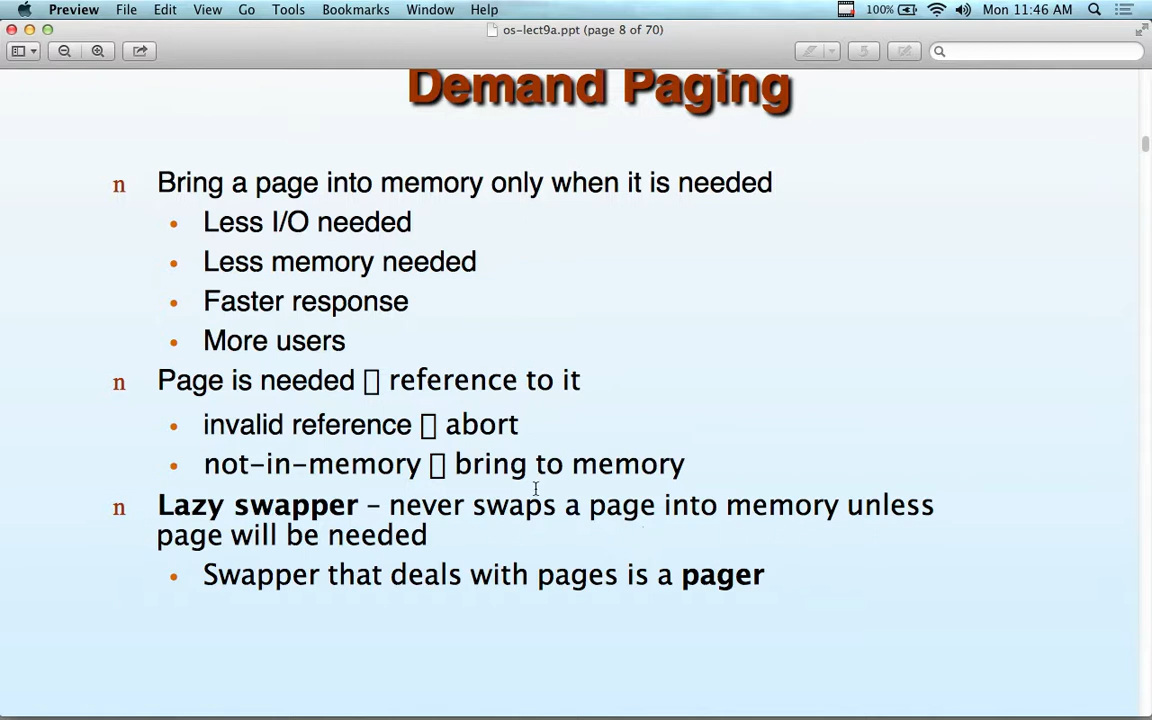 Preview File Edit View Go Tools Bookmarks Window Help 100% Mon 11:46 AM
os-lect9a.ppt (page 8 of 70)
Demand Paging
n Bring a page into memory only when it is needed
• Less I/O needed
• Less memory needed
• Faster response
• More users
n Page is needed ▯ reference to it
• invalid reference ▯ abort
• not-in-memory ▯ bring to memory
n Lazy swapper – never swaps a page into memory unless
page will be needed
• Swapper that deals with pages is a pager